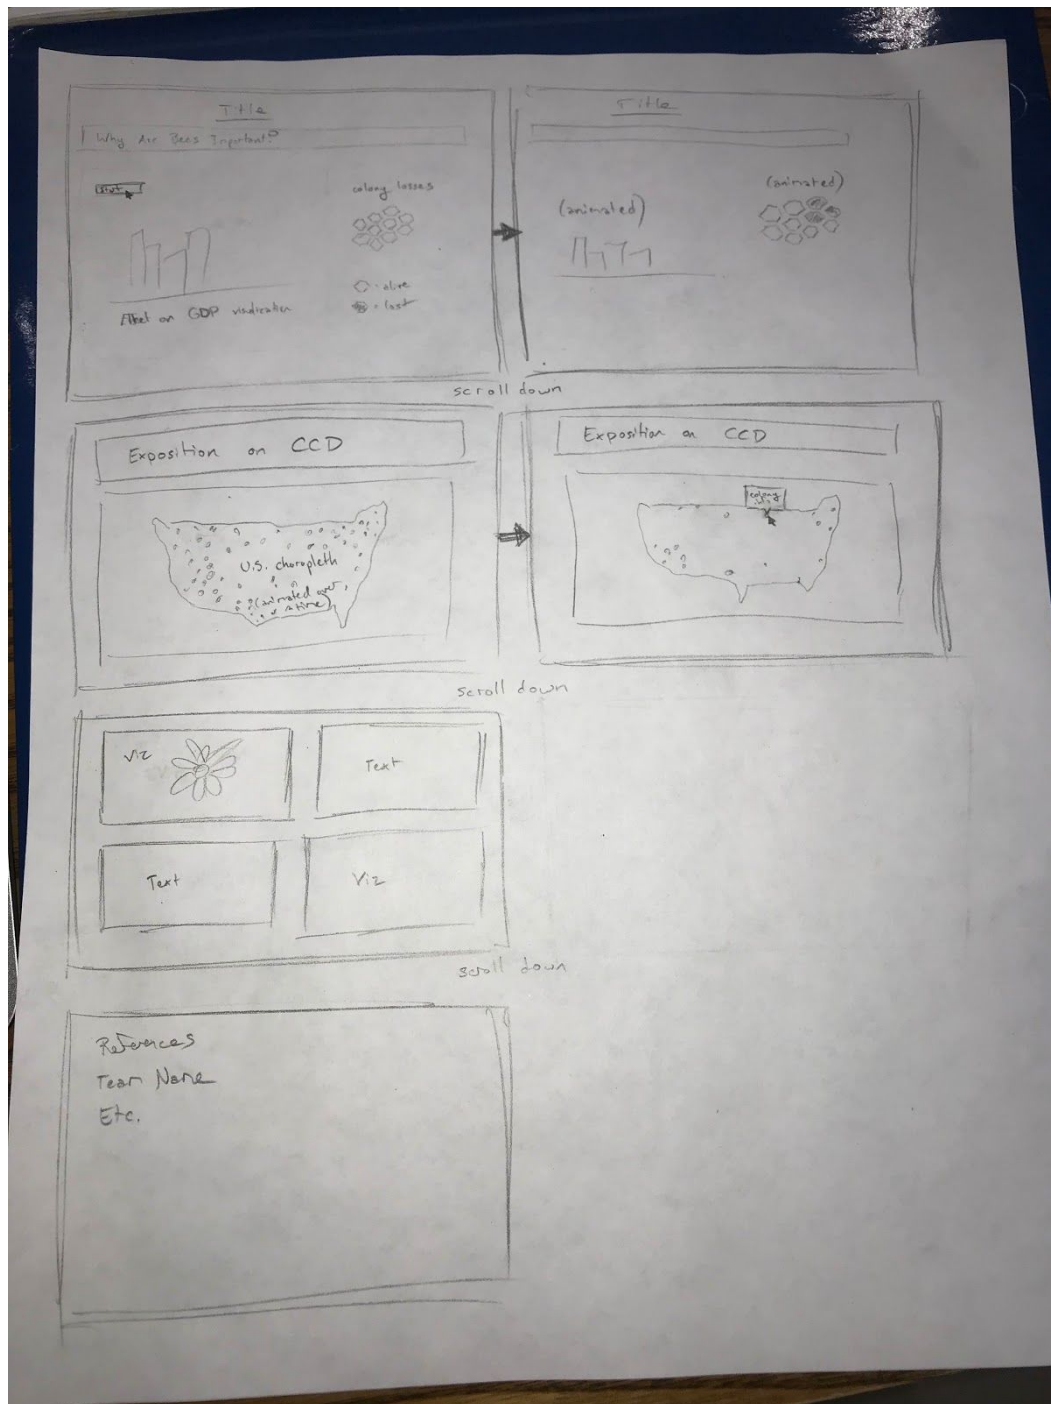 Title
Why Are Bees Important?
Start
colony losses
= alive
= lost
Effect on GDP vizualization
Title
(animated)
(animated)
scroll down
Exposition on CCD
U.S. choropleth
(animated over
time)
Exposition on CCD
colony
info
scroll down
Viz
Text
Text
Viz
scroll down
References
Team Name
Etc.